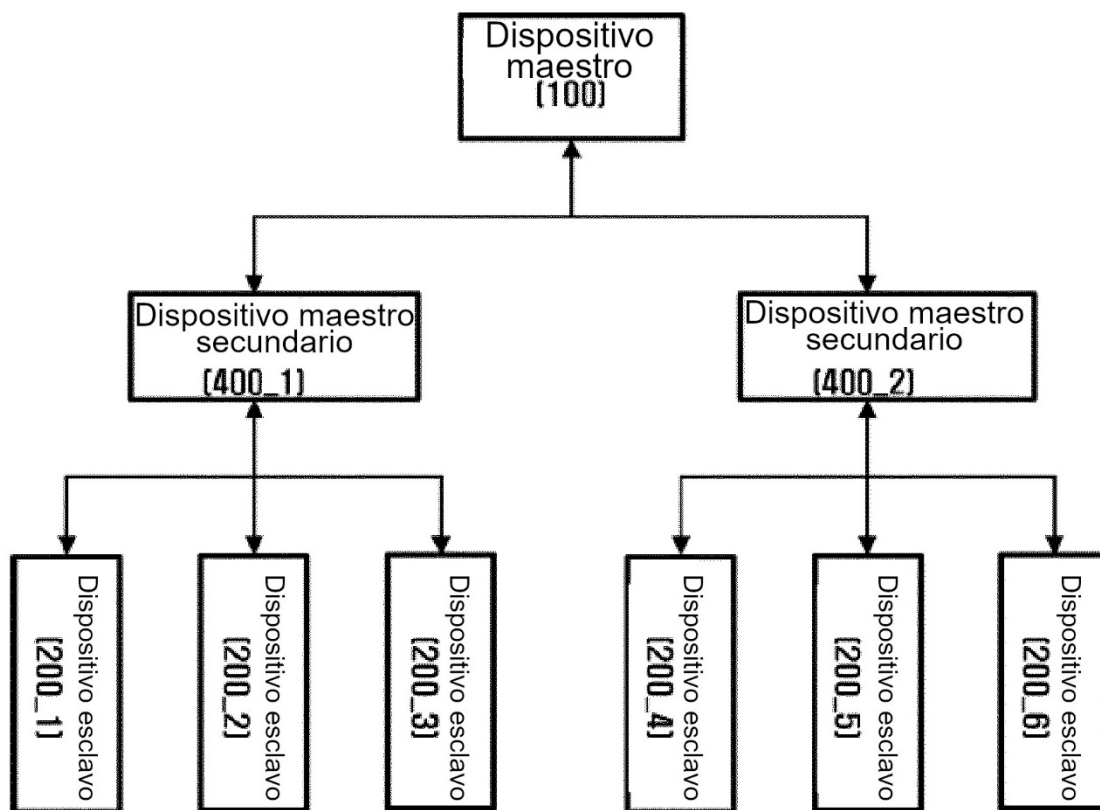 Dispositivo
maestro
(100)
Dispositivo maestro
secundario
(400_1)
Dispositivo maestro
secundario
(400_2)
Dispositivo esclavo
(200_1)
Dispositivo esclavo
(200_2)
Dispositivo esclavo
(200_3)
Dispositivo esclavo
(200_4)
Dispositivo esclavo
(200_5)
Dispositivo esclavo
(200_6)